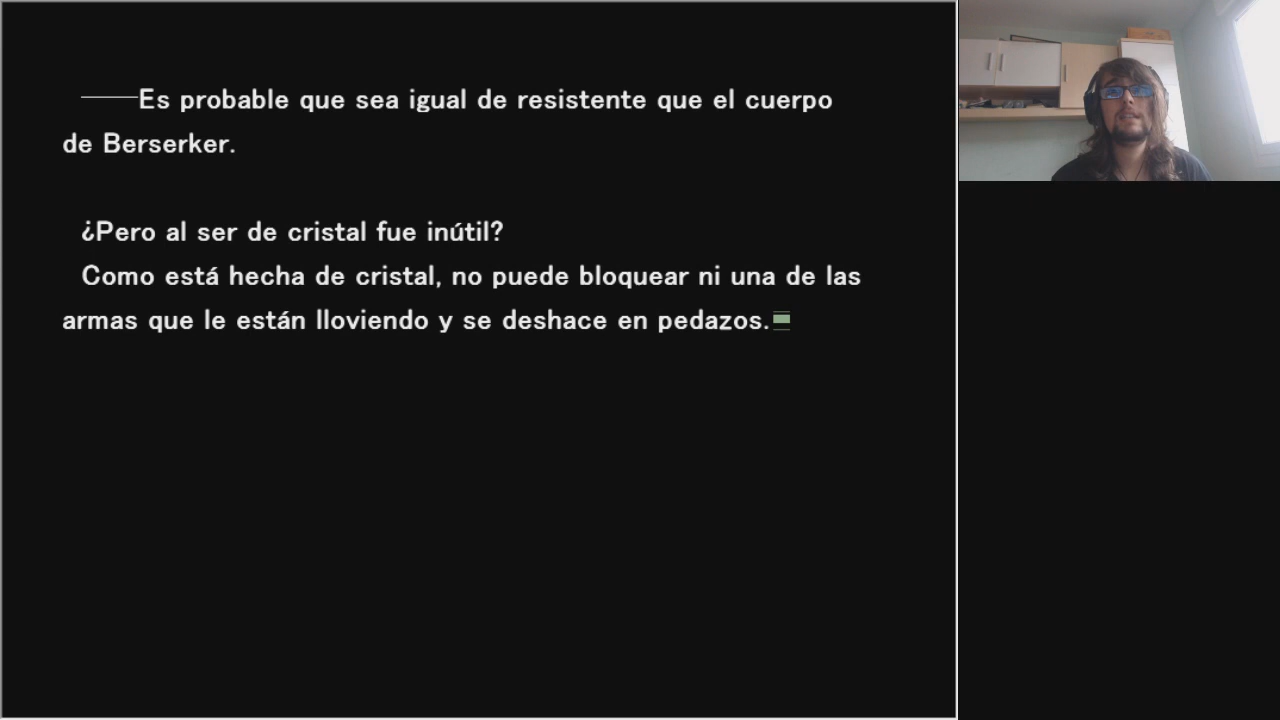 ――Es probable que sea igual de resistente que el cuerpo
de Berserker.
¿Pero al ser de cristal fue inútil?
Como está hecha de cristal, no puede bloquear ni una de las
armas que le están lloviendo y se deshace en pedazos.